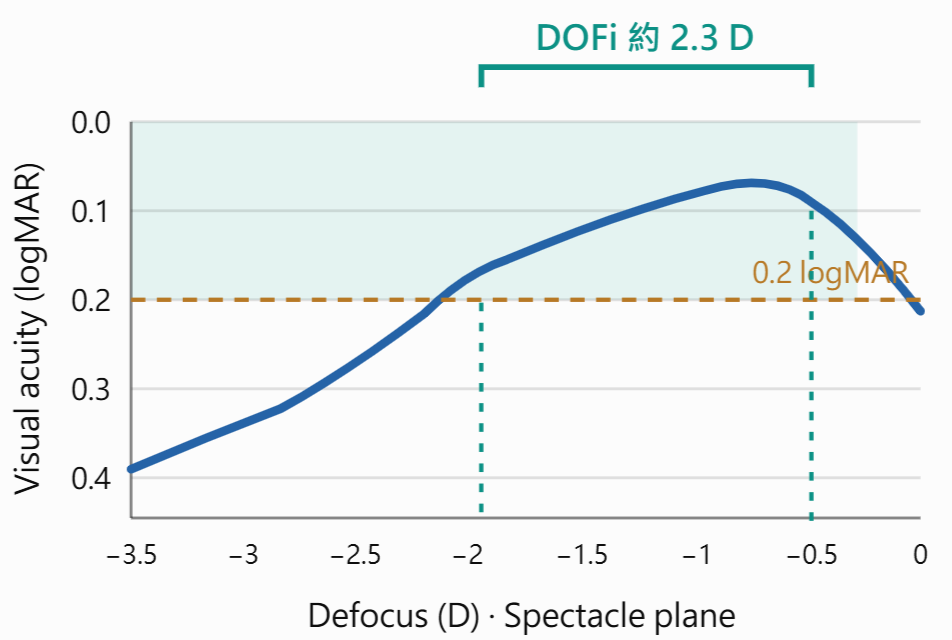 DOFi 約 2.3 D
0.0
0.1
0.2 logMAR
0.2
0.3
0.4
Visual acuity (logMAR)
−3.5 −3 −2.5 −2 −1.5 −1 −0.5 0
Defocus (D) · Spectacle plane